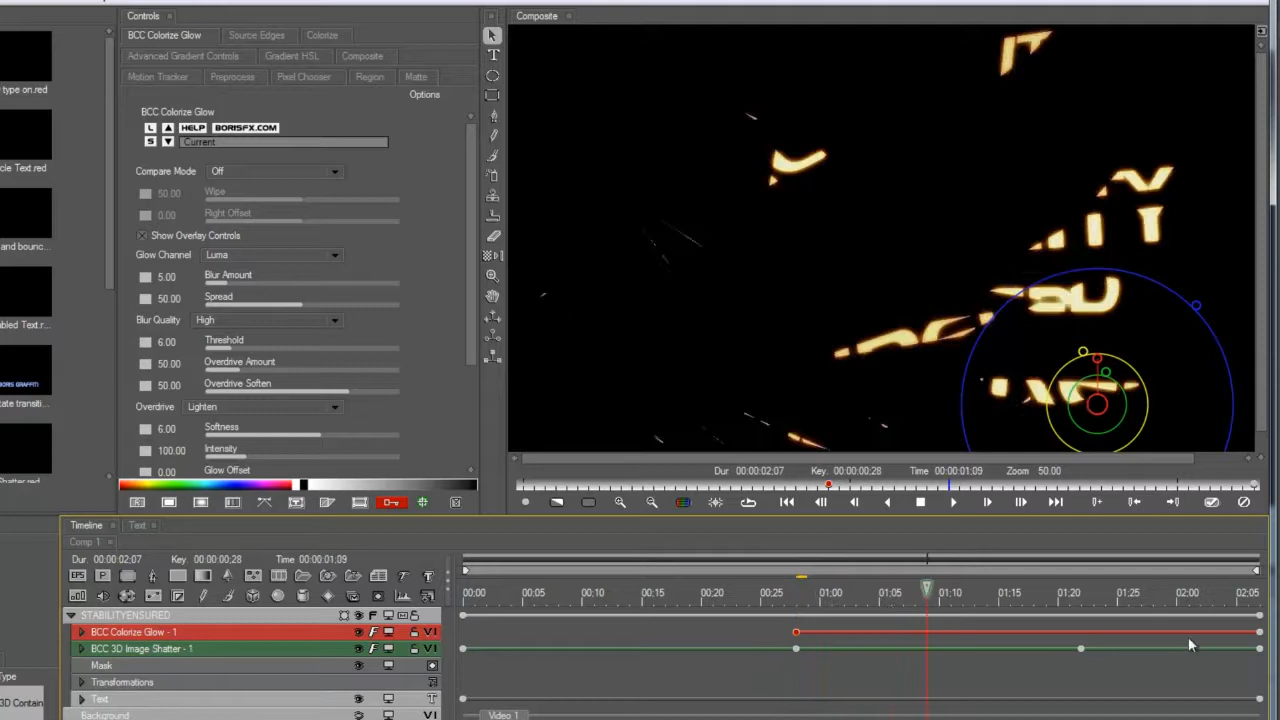 Controls
Composite
BCC Colorize Glow
Source Edges
Colorize
Advanced Gradient Controls
Gradient HSL
Composite
Motion Tracker
Preprocess
Pixel Chooser
Region
Matte
Options
type on.red
cle Text.red
and bounc...
bled Text.r...
BORIS GRAFFITI
tate transiti...
Shatter.red
BCC Colorize Glow
L
HELP
BORISFX.COM
S
Current
Compare Mode
Off
50.00
Wipe
0.00
Right Offset
Show Overlay Controls
Glow Channel
Luma
5.00
Blur Amount
50.00
Spread
Blur Quality
High
6.00
Threshold
50.00
Overdrive Amount
50.00
Overdrive Soften
Overdrive
Lighten
6.00
Softness
100.00
Intensity
0.00
Glow Offset
Dur 00:00:02;07
Key. 00:00:00;28
Time 00:00:01:09
Zoom 50.00
Timeline
Text
Comp 1
Dur. 00:00:02;07
Key. 00:00:00;28
Time 00:00:01:09
EPS
P
00:00
00:05
00:10
00:15
00:20
00:25
01:00
01:05
01:10
01:15
01:20
01:25
02:00
02:05
STABILITYENSURED
F
BCC Colorize Glow - 1
V1
BCC 3D Image Shatter - 1
V1
Mask
Transformations
Text
T
Background
V1
Video 1
Type
3D Contain